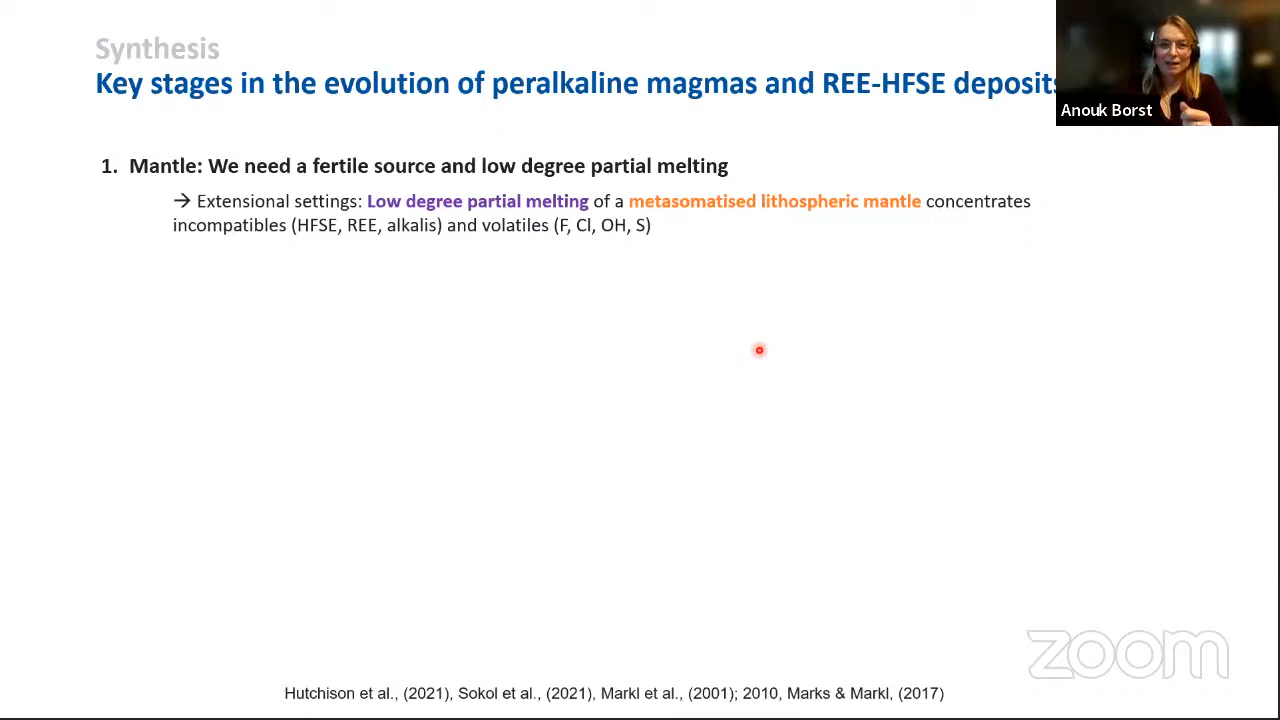 Synthesis
Key stages in the evolution of peralkaline magmas and REE-HFSE deposits
Anouk Borst
1. Mantle: We need a fertile source and low degree partial melting
→ Extensional settings: Low degree partial melting of a metasomatised lithospheric mantle concentrates
incompatibles (HFSE, REE, alkalis) and volatiles (F, Cl, OH, S)
zoom
Hutchison et al., (2021), Sokol et al., (2021), Markl et al., (2001); 2010, Marks & Markl, (2017)